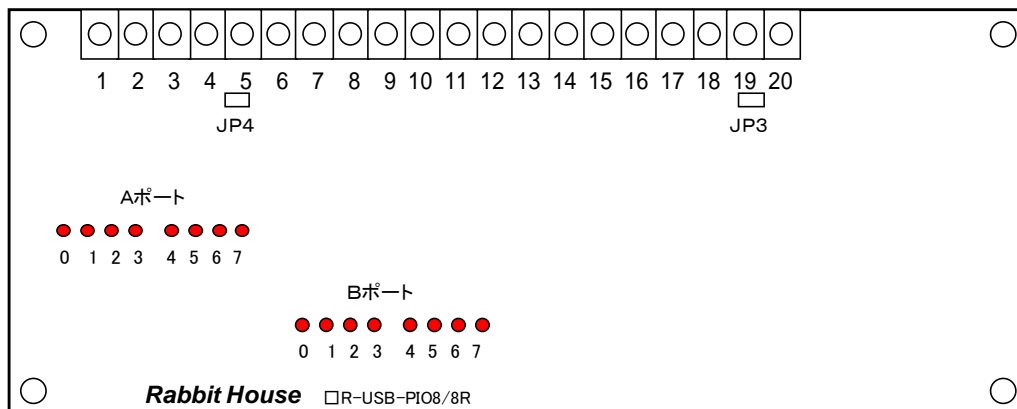 1 2 3 4 5 6 7 8 9 10 11 12 13 14 15 16 17 18 19 20
JP4 JP3
Aポート
0 1 2 3 4 5 6 7
Bポート
0 1 2 3 4 5 6 7
Rabbit House □R-USB-PIO8/8R